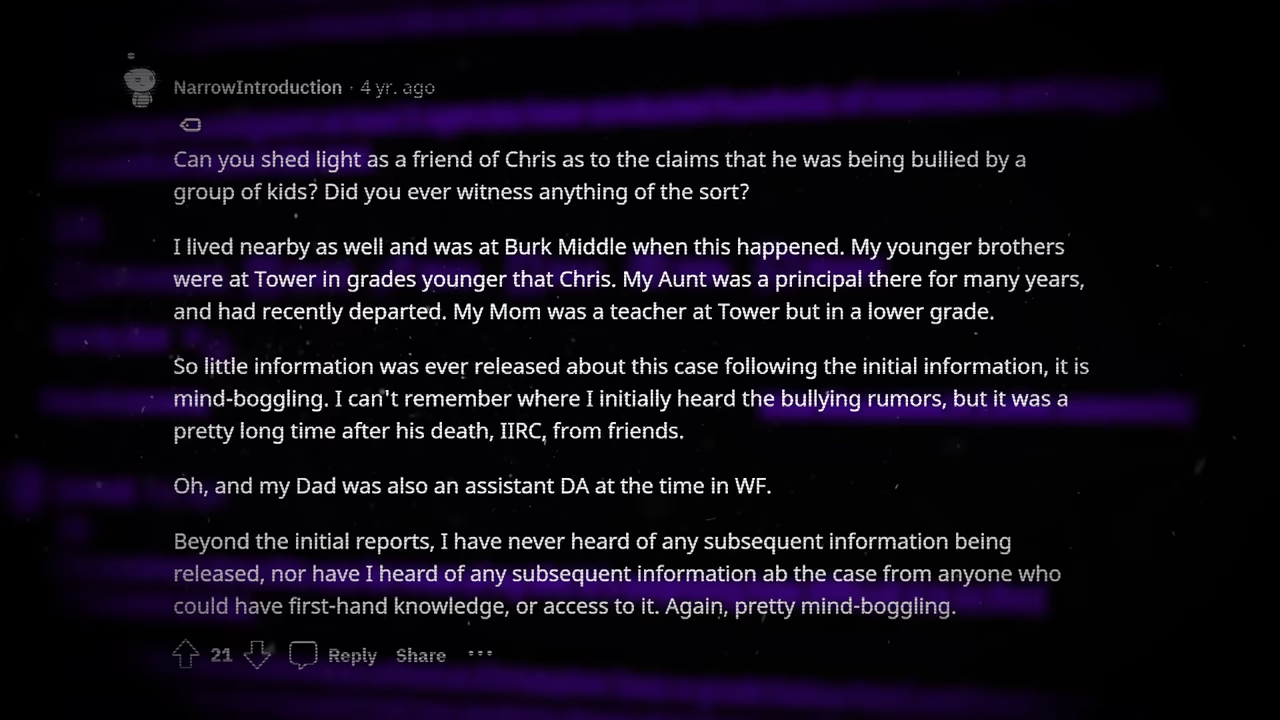 NarrowIntroduction · 4 yr. ago
Can you shed light as a friend of Chris as to the claims that he was being bullied by a
group of kids? Did you ever witness anything of the sort?
I lived nearby as well and was at Burk Middle when this happened. My younger brothers
were at Tower in grades younger that Chris. My Aunt was a principal there for many years,
and had recently departed. My Mom was a teacher at Tower but in a lower grade.
So little information was ever released about this case following the initial information, it is
mind-boggling. I can't remember where I initially heard the bullying rumors, but it was a
pretty long time after his death, IIRC, from friends.
Oh, and my Dad was also an assistant DA at the time in WF.
Beyond the initial reports, I have never heard of any subsequent information being
released, nor have I heard of any subsequent information ab the case from anyone who
could have first-hand knowledge, or access to it. Again, pretty mind-boggling.
21 Reply Share ···